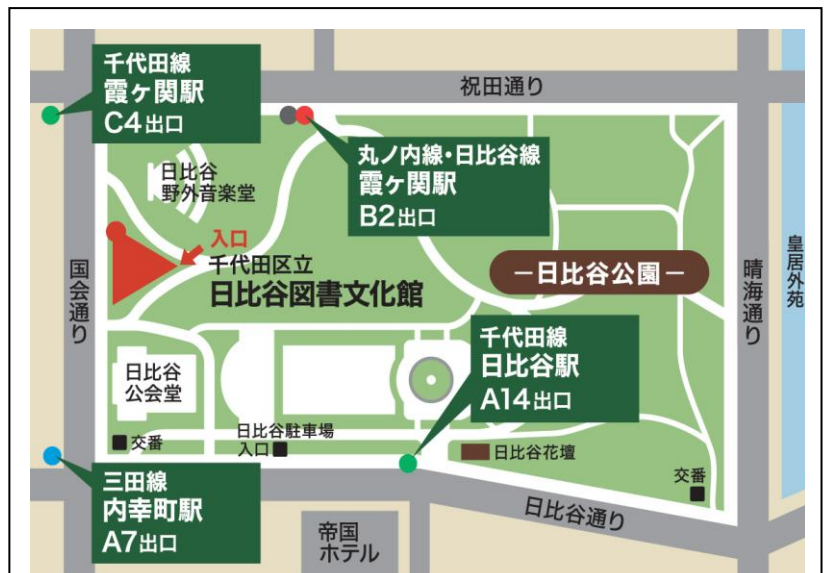 千代田線
霞ヶ関駅
C4出口
祝田通り
丸ノ内線・日比谷線
霞ヶ関駅
B2出口
日比谷
野外音楽堂
入口
千代田区立
日比谷図書文化館
国会通り
ー日比谷公園ー
晴海通り
皇居外苑
千代田線
日比谷駅
A14出口
日比谷
公会堂
交番
日比谷駐車場
入口
日比谷花壇
交番
三田線
内幸町駅
A7出口
帝国
ホテル
日比谷通り